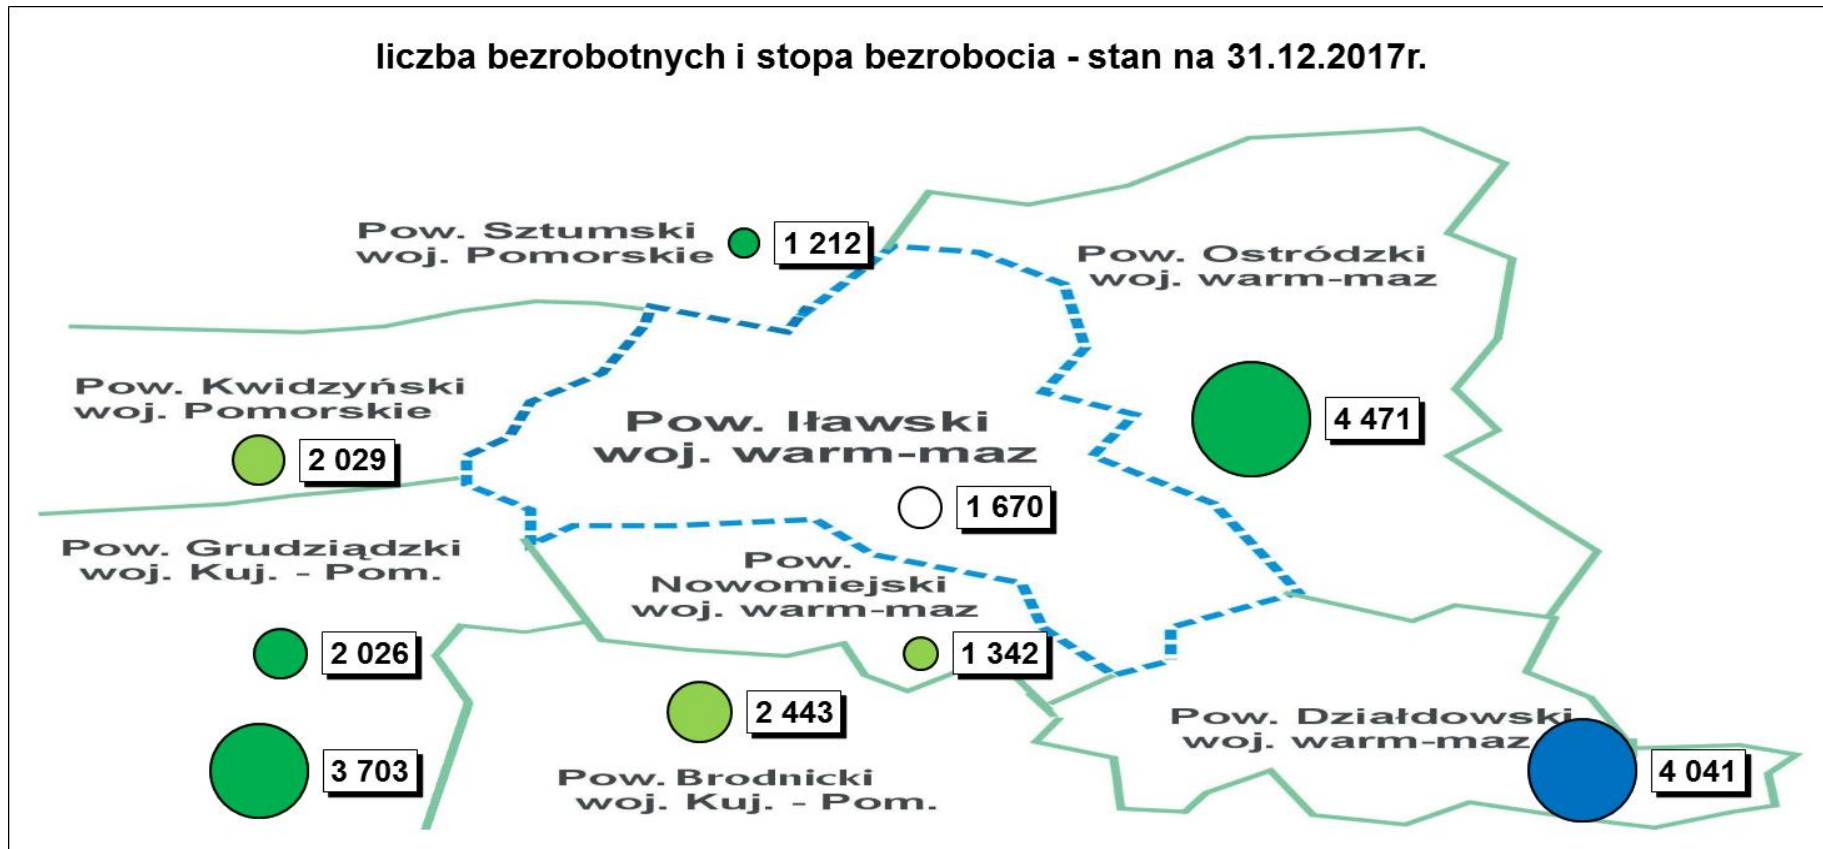 liczba bezrobotnych i stopa bezrobocia - stan na 31.12.2017r.
Pow. Sztumski
woj. Pomorskie
1 212
Pow. Ostródzki
woj. warm-maz
4 471
Pow. Kwidzyński
woj. Pomorskie
2 029
Pow. Iławski
woj. warm-maz
1 670
Pow. Grudziądzki
woj. Kuj. - Pom.
2 026
3 703
Pow.
Nowomiejski
woj. warm-maz
1 342
2 443
Pow. Brodnicki
woj. Kuj. - Pom.
Pow. Działdowski
woj. warm-maz
4 041